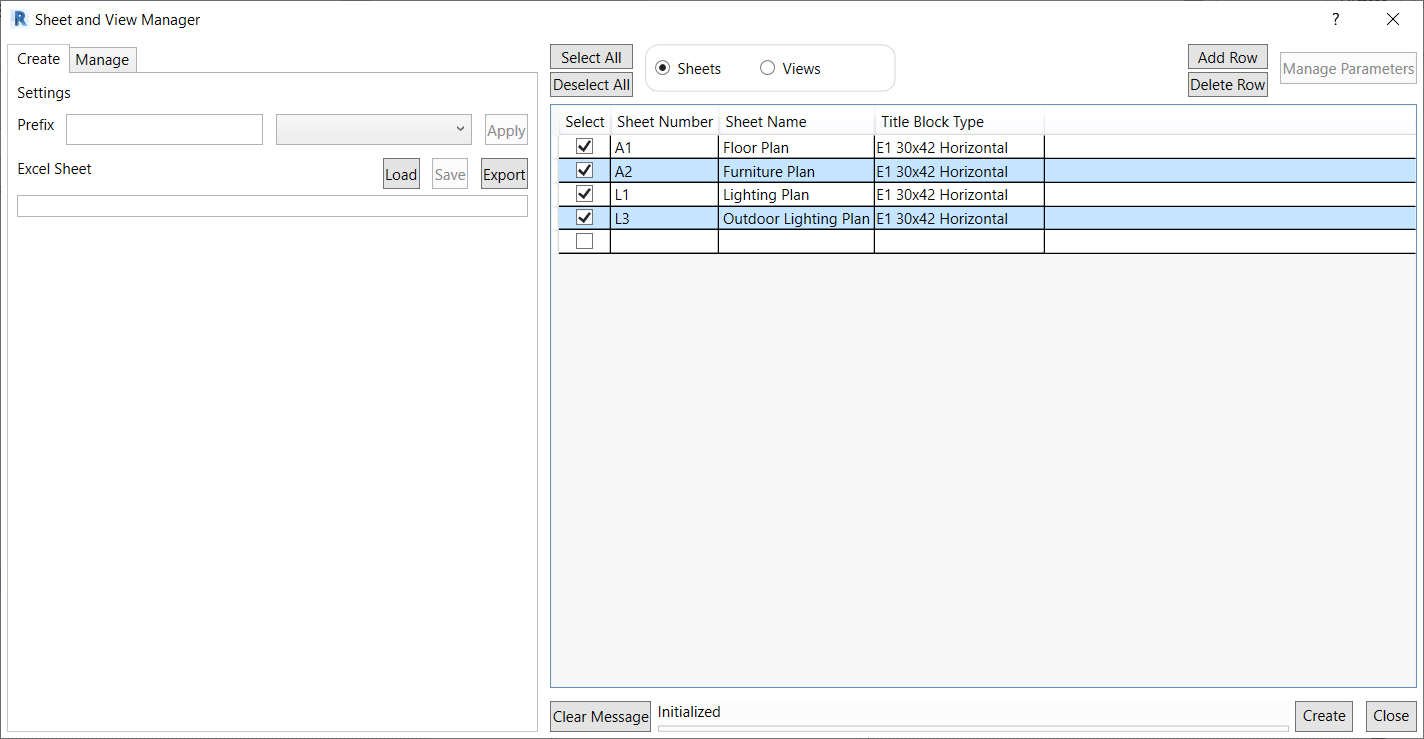 R Sheet and View Manager ?
Create Manage
Settings
Prefix Apply
Excel Sheet Load Save Export
Select All
Deselect All
Sheets Views
Add Row
Delete Row
Manage Parameters
Select Sheet Number Sheet Name Title Block Type
A1 Floor Plan E1 30x42 Horizontal
A2 Furniture Plan E1 30x42 Horizontal
L1 Lighting Plan E1 30x42 Horizontal
L3 Outdoor Lighting Plan E1 30x42 Horizontal
Clear Message Initialized Create Close